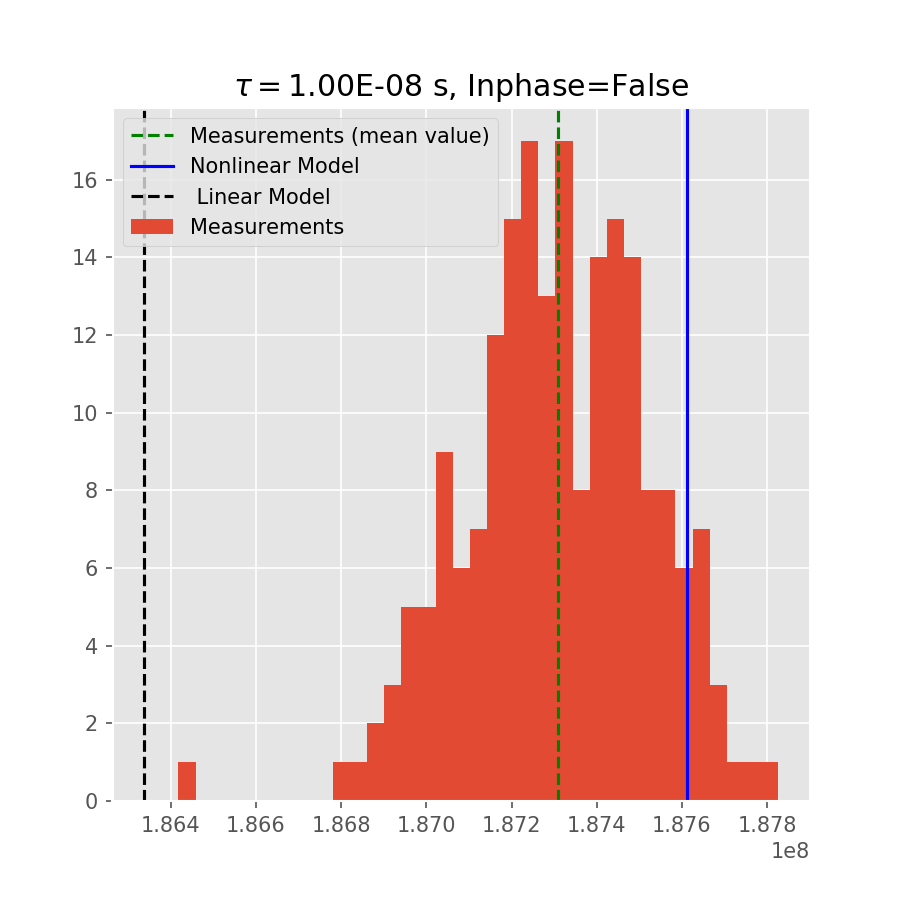 τ = 1.00E-08 s, Inphase=False
Measurements (mean value)
Nonlinear Model
Linear Model
Measurements
16
14
12
10
8
6
4
2
0
1.864 1.866 1.868 1.870 1.872 1.874 1.876 1.878
1e8